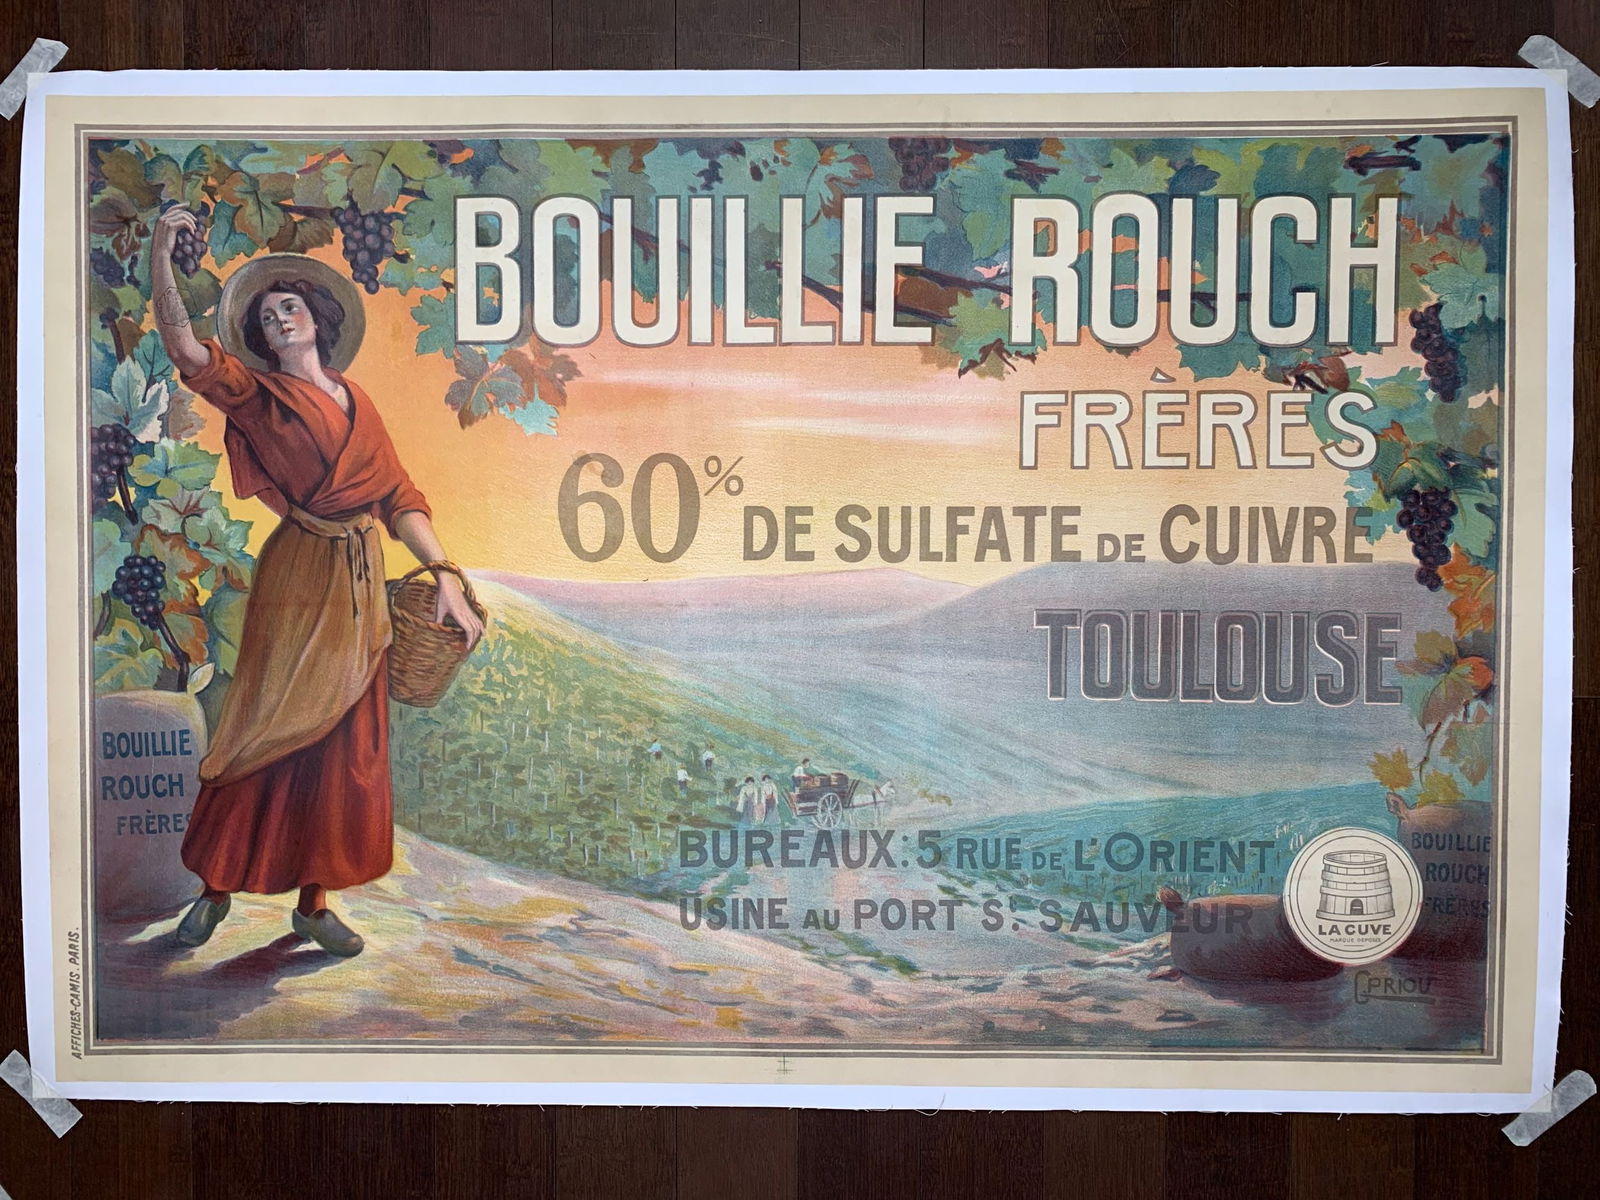 BOUILLIE ROUCH
FRÈRES
60% DE SULFATE DE CUIVRE
TOULOUSE
BOUILLIE
ROUCH
FRÈRES
BUREAUX: 5 RUE DE L'ORIENT
USINE AU PORT St. SAUVEUR
BOUILLIE
ROUCH
FRÈRES
LA CUVE
MARQUE DÉPOSÉE
G.PRIOU
AFFICHES-CAMIS. PARIS.